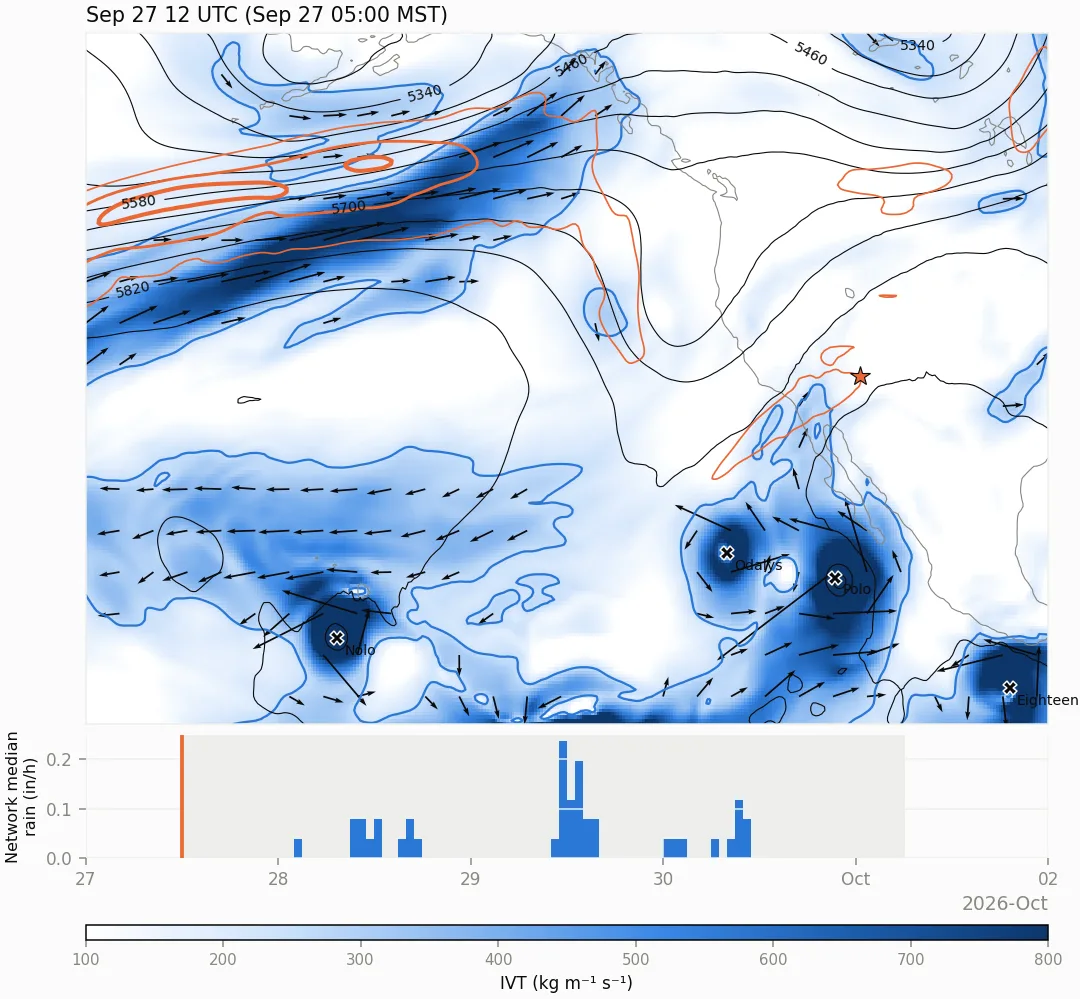 Sep 27 12 UTC (Sep 27 05:00 MST)
5460
5460
5340
5340
5580
5700
5820
Odalys
Polo
Nolo
Eighteen
Network median
rain (in/h)
0.2
0.1
0.0
27
28
29
30
Oct
02
2026-Oct
100
200
300
400
500
600
700
800
IVT (kg m⁻¹ s⁻¹)